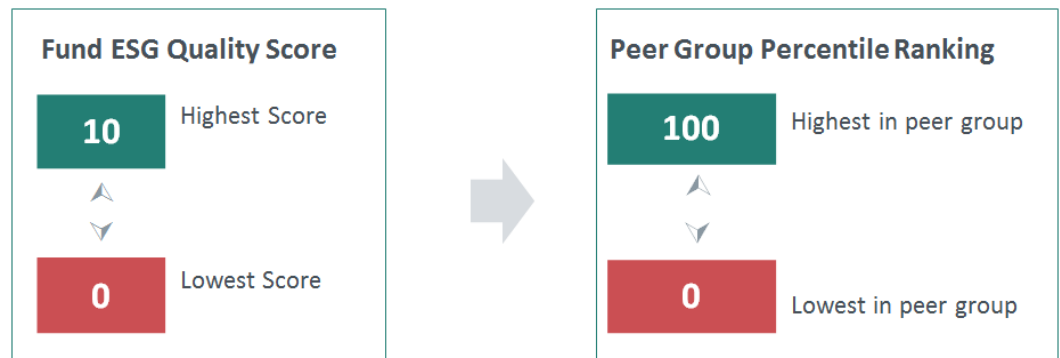 Fund ESG Quality Score
10
Highest Score
0
Lowest Score
Peer Group Percentile Ranking
100
Highest in peer group
0
Lowest in peer group